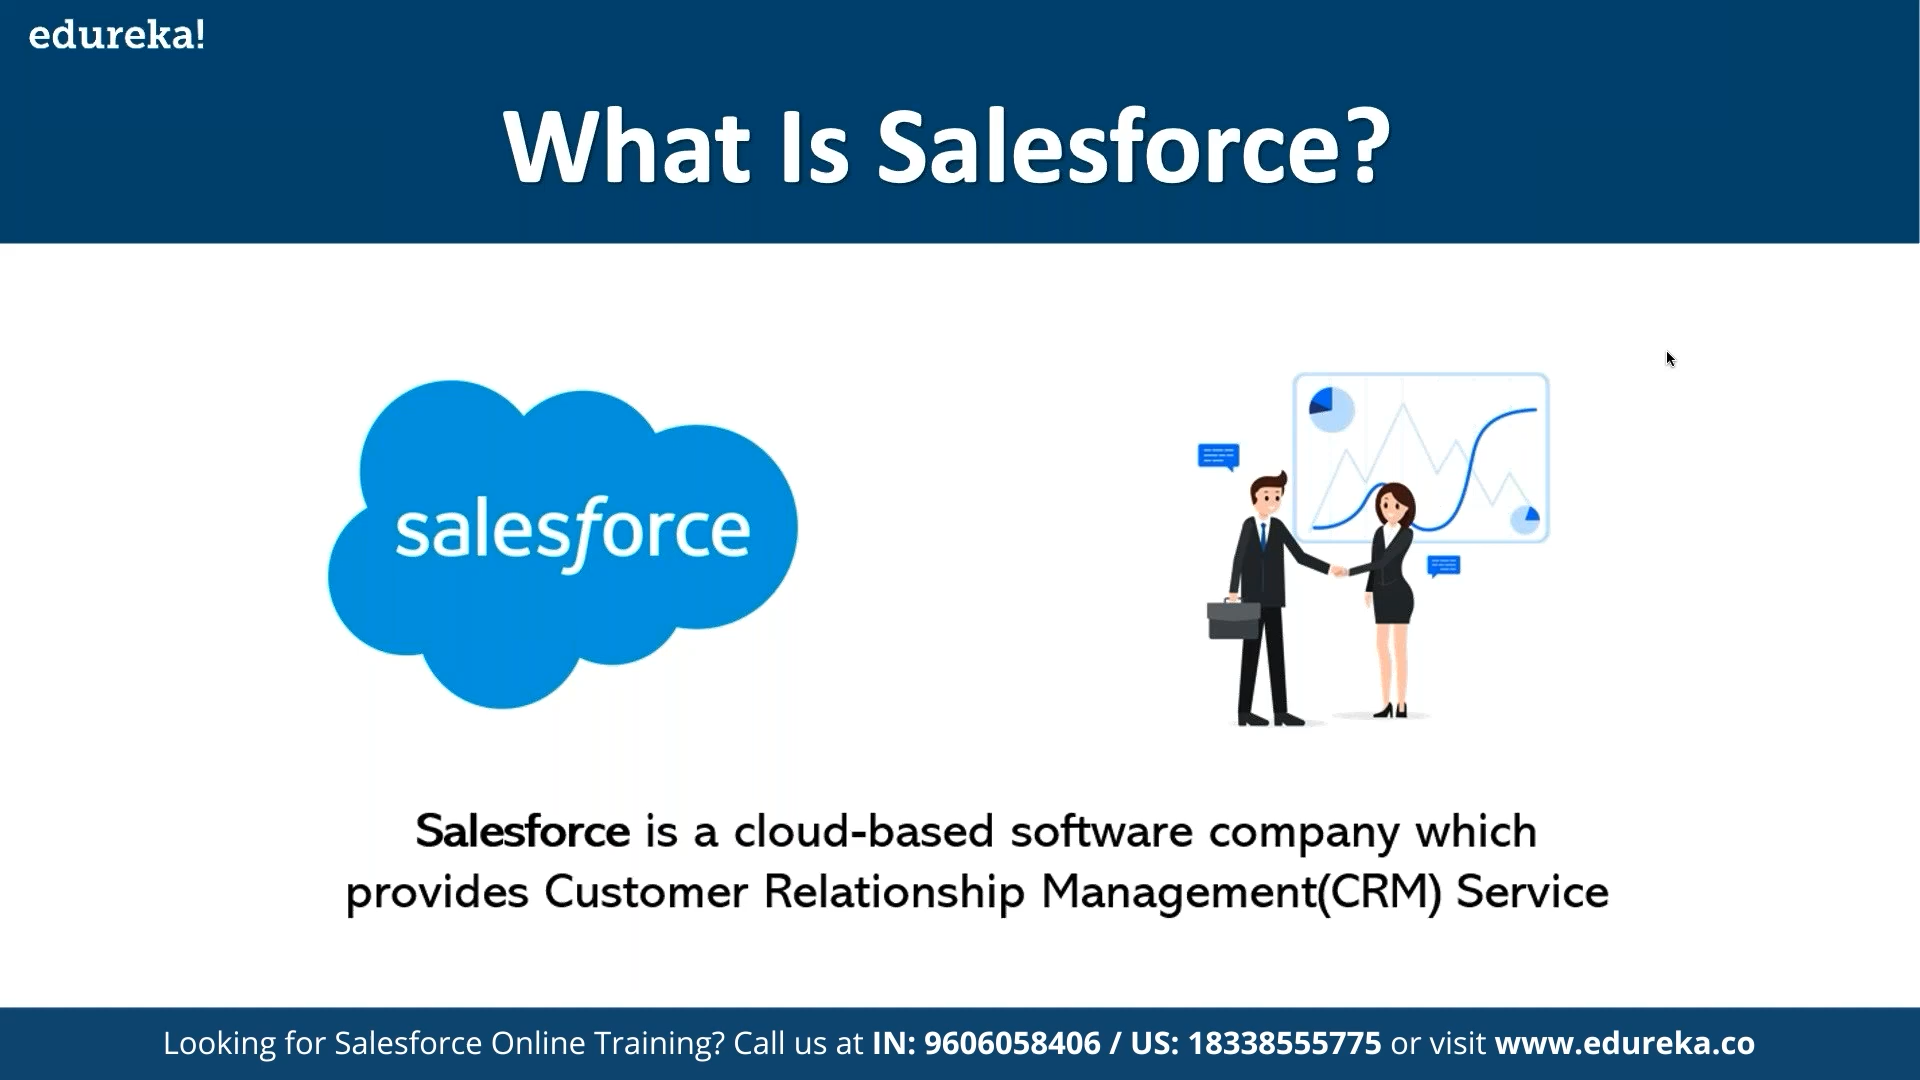 edureka!
What Is Salesforce?
salesforce
Salesforce is a cloud-based software company which
provides Customer Relationship Management(CRM) Service
Looking for Salesforce Online Training? Call us at IN: 9606058406 / US: 18338555775 or visit www.edureka.co